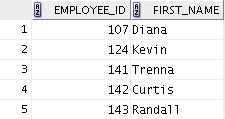 EMPLOYEE_ID FIRST_NAME
1 107 Diana
2 124 Kevin
3 141 Trenna
4 142 Curtis
5 143 Randall